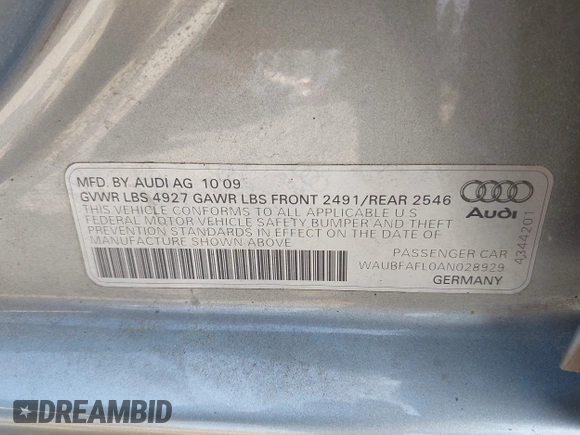 MFD. BY AUDI AG 10 09
GVWR LBS 4927 GAWR LBS FRONT 2491/REAR 2546
THIS VEHICLE CONFORMS TO ALL APPLICABLE U S
FEDERAL MOTOR VEHICLE SAFETY BUMPER AND THEFT
PREVENTION STANDARDS IN EFFECT ON THE DATE OF
MANUFACTURE SHOWN ABOVE
Audi
PASSENGER CAR
WAUBFAFL0AN028929
GERMANY
4344201
DREAMBID